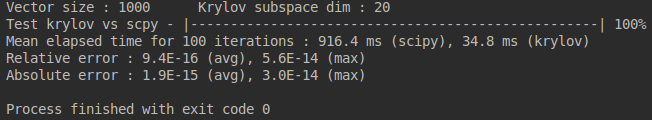 Vector size : 1000      Krylov subspace dim : 20
Test krylov vs scpy - |--------------------------------------------------| 100%
Mean elapsed time for 100 iterations : 916.4 ms (scipy), 34.8 ms (krylov)
Relative error : 9.4E-16 (avg), 5.6E-14 (max)
Absolute error : 1.9E-15 (avg), 3.0E-14 (max)
Process finished with exit code 0